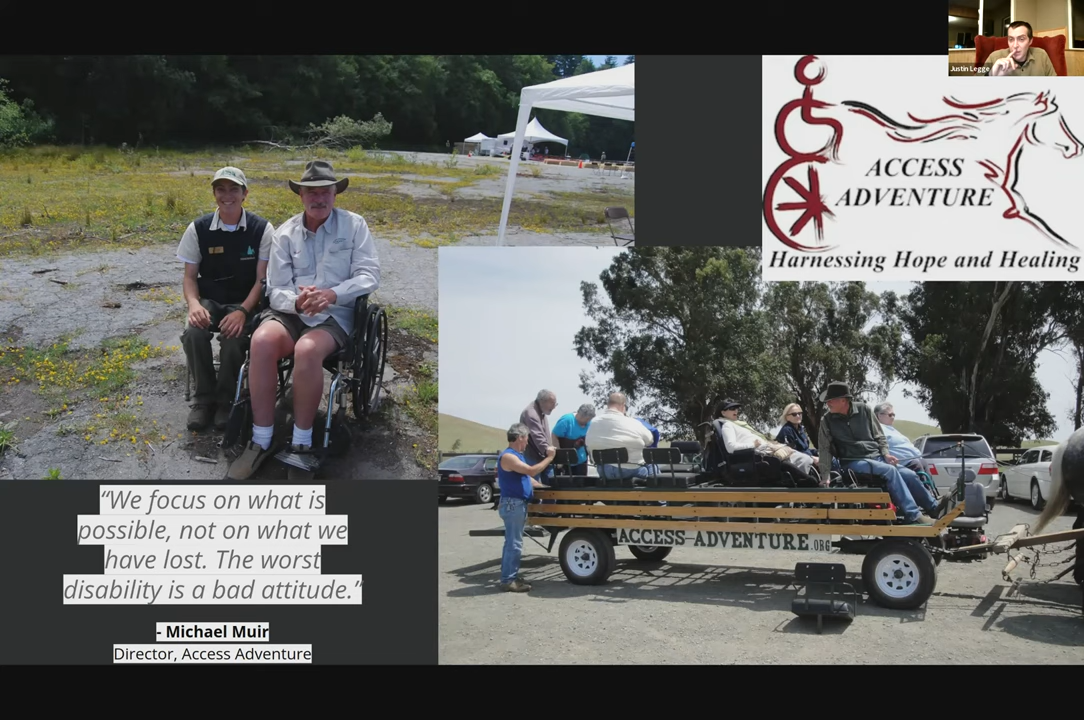 Justin Legge
ACCESS
ADVENTURE
Harnessing Hope and Healing
ACCESS-ADVENTURE.ORG
“We focus on what is
possible, not on what we
have lost. The worst
disability is a bad attitude.”
- Michael Muir
Director, Access Adventure